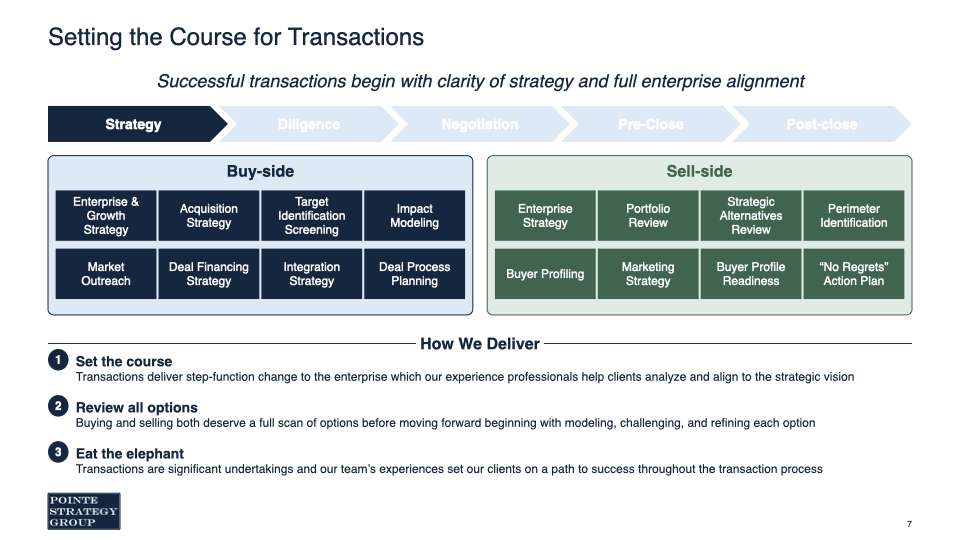 Setting the Course for Transactions
Successful transactions begin with clarity of strategy and full enterprise alignment
Strategy
Diligence
Negotiation
Pre-Close
Post-close
Buy-side
Enterprise &
Growth
Strategy
Acquisition
Strategy
Target
Identification
Screening
Impact
Modeling
Market
Outreach
Deal Financing
Strategy
Integration
Strategy
Deal Process
Planning
Sell-side
Enterprise
Strategy
Portfolio
Review
Strategic
Alternatives
Review
Perimeter
Identification
Buyer Profiling
Marketing
Strategy
Buyer Profile
Readiness
“No Regrets”
Action Plan
How We Deliver
1 Set the course
Transactions deliver step-function change to the enterprise which our experience professionals help clients analyze and align to the strategic vision
2 Review all options
Buying and selling both deserve a full scan of options before moving forward beginning with modeling, challenging, and refining each option
3 Eat the elephant
Transactions are significant undertakings and our team’s experiences set our clients on a path to success throughout the transaction process
POINTE
STRATEGY
GROUP
7